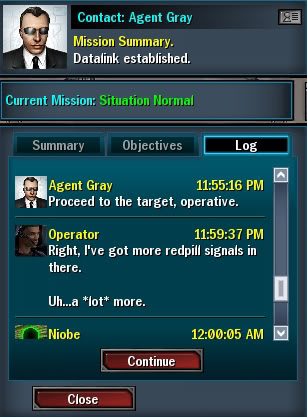 Contact: Agent Gray
Mission Summary.
Datalink established.
Current Mission: Situation Normal
Summary Objectives Log
Agent Gray 11:55:16 PM
Proceed to the target, operative.
Operator 11:59:37 PM
Right, I've got more redpill signals in
there.
Uh...a *lot* more.
Niobe 12:00:05 AM
Continue
Close